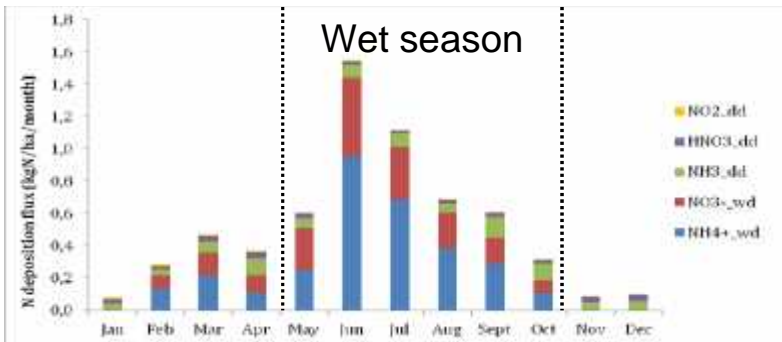 Wet season
N deposition flux (kgN/ha/month)
1,8
1,6
1,4
1,2
1,0
0,8
0,6
0,4
0,2
0,0
Jan Feb Mar Apr May Jun Jul Aug Sept Oct Nov Dec
NO2_dd
HNO3_dd
NH3_dd
NO3-_wd
NH4+_wd